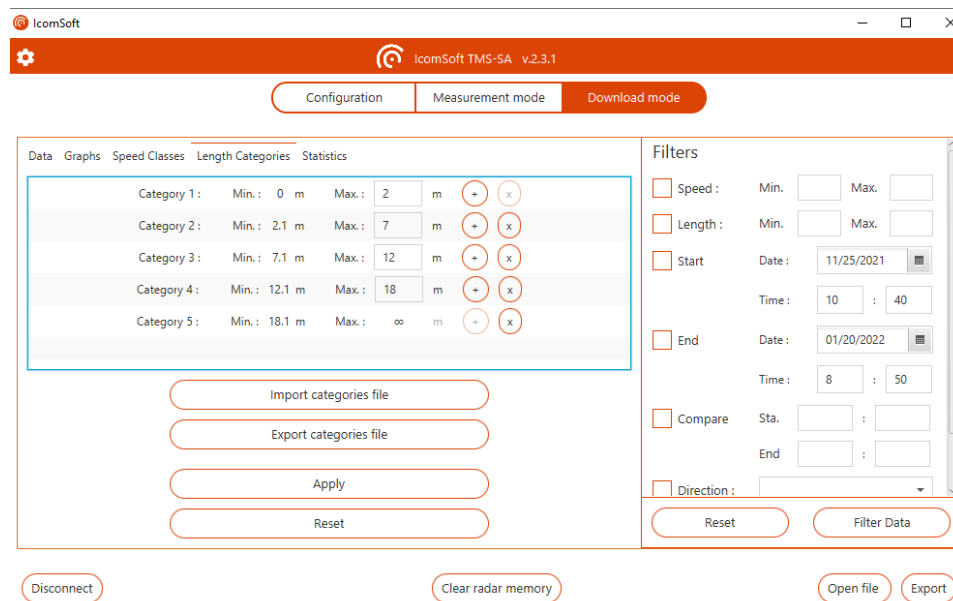 IcomSoft
IcomSoft TMS-SA v.2.3.1
Configuration Measurement mode Download mode
Data Graphs Speed Classes Length Categories Statistics
Category 1 : Min. : 0 m Max. : 2 m + x
Category 2 : Min. : 2.1 m Max. : 7 m + x
Category 3 : Min. : 7.1 m Max. : 12 m + x
Category 4 : Min. : 12.1 m Max. : 18 m + x
Category 5 : Min. : 18.1 m Max. : ∞ m + x
Import categories file
Export categories file
Apply
Reset
Filters
Speed : Min. Max.
Length : Min. Max.
Start Date : 11/25/2021
Time : 10 : 40
End Date : 01/20/2022
Time : 8 : 50
Compare Sta. :
End :
Direction :
Reset Filter Data
Disconnect Clear radar memory Open file Export